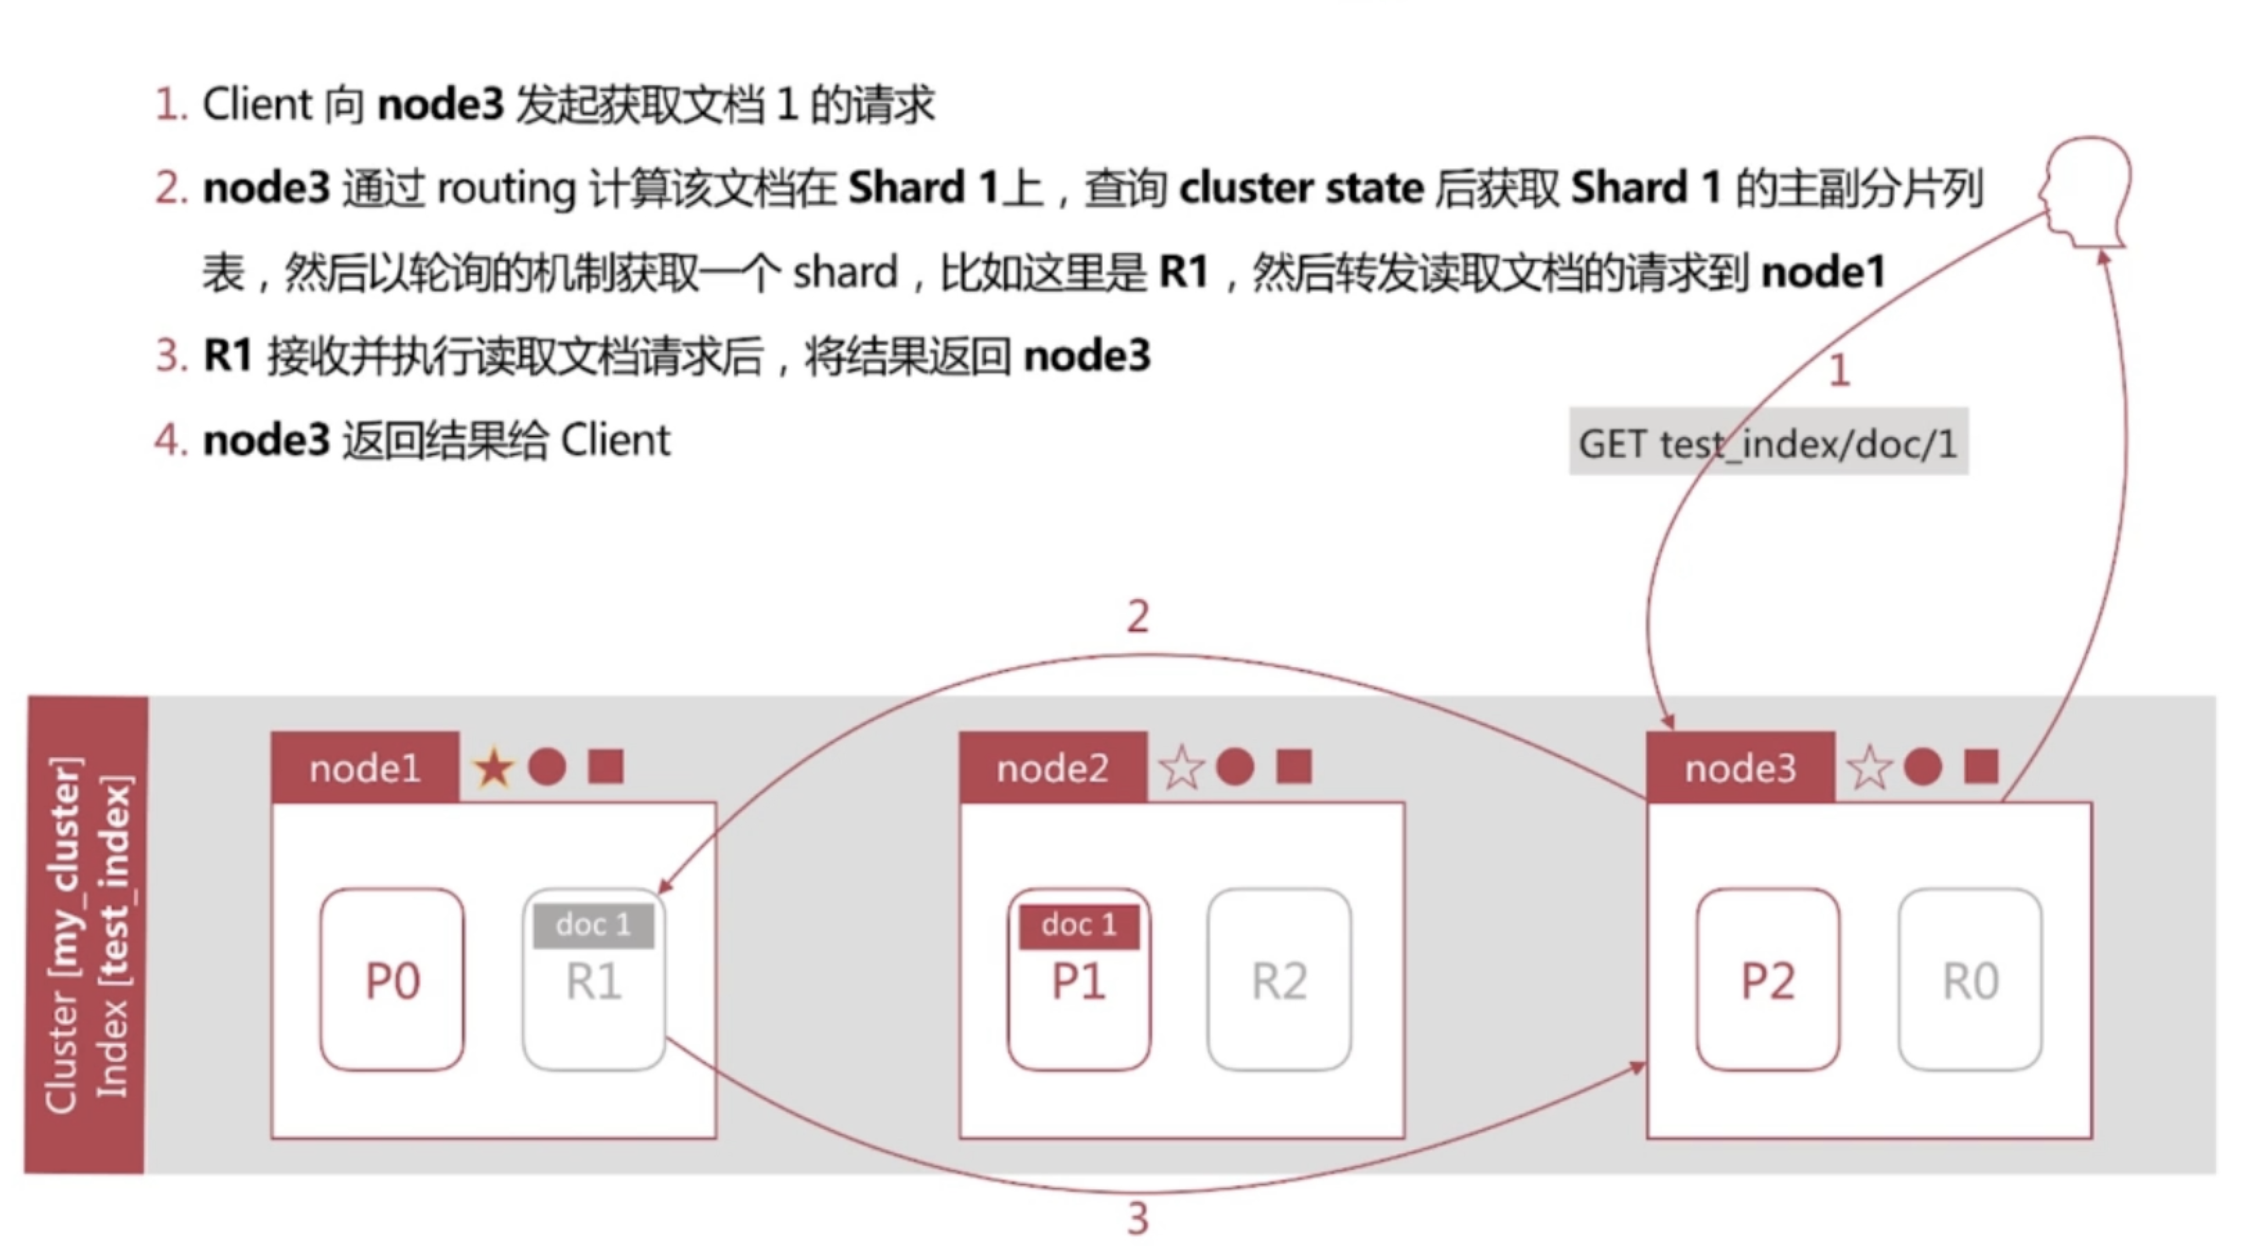 1. Client 向 node3 发起获取文档 1 的请求
2. node3 通过 routing 计算该文档在 Shard 1上，查询 cluster state 后获取 Shard 1 的主副分片列
表，然后以轮询的机制获取一个 shard，比如这里是 R1，然后转发读取文档的请求到 node1
3. R1 接收并执行读取文档请求后，将结果返回 node3
4. node3 返回结果给 Client
1
GET test_index/doc/1
2
Cluster [my_cluster]
Index [test_index]
node1
node2
node3
doc 1
P0
R1
doc 1
P1
R2
P2
R0
3